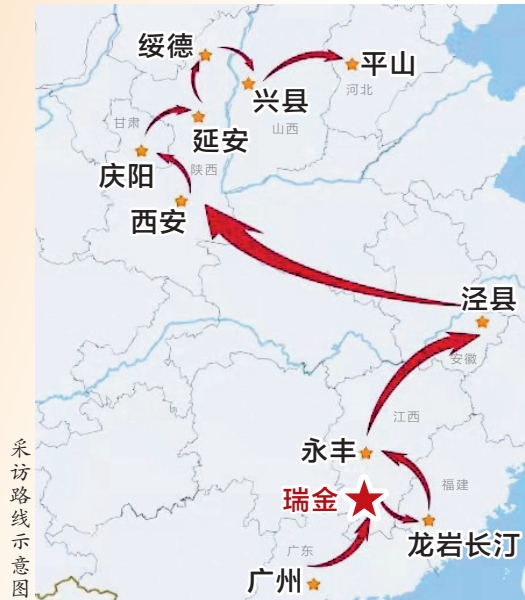 绥德
平山
兴县
河北
甘肃
延安
山西
庆阳
陕西
西安
泾县
安徽
江西
永丰
福建
瑞金
龙岩长汀
广东
广州
采访路线示意图